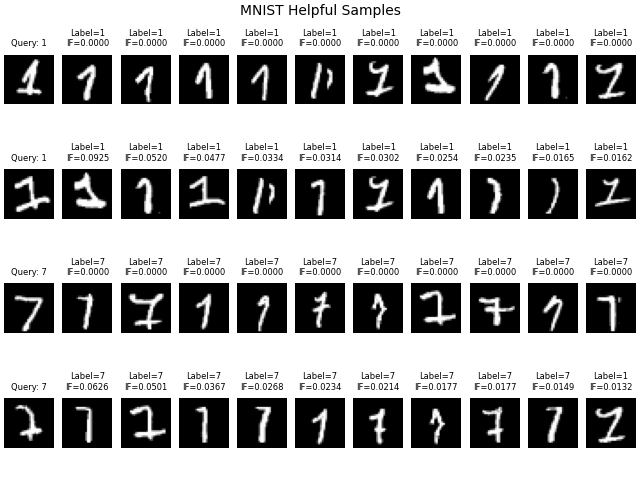 MNIST Helpful Samples
Query: 1 Label=1 Label=1 Label=1 Label=1 Label=1 Label=1 Label=1 Label=1 Label=1 Label=1
IF=0.0000 IF=0.0000 IF=0.0000 IF=0.0000 IF=0.0000 IF=0.0000 IF=0.0000 IF=0.0000 IF=0.0000 IF=0.0000
Query: 1 Label=1 Label=1 Label=1 Label=1 Label=1 Label=1 Label=1 Label=1 Label=1 Label=1
IF=0.0925 IF=0.0520 IF=0.0477 IF=0.0334 IF=0.0314 IF=0.0302 IF=0.0254 IF=0.0235 IF=0.0165 IF=0.0162
Query: 7 Label=7 Label=7 Label=7 Label=7 Label=7 Label=7 Label=7 Label=7 Label=7 Label=7
IF=0.0000 IF=0.0000 IF=0.0000 IF=0.0000 IF=0.0000 IF=0.0000 IF=0.0000 IF=0.0000 IF=0.0000 IF=0.0000
Query: 7 Label=7 Label=7 Label=7 Label=7 Label=7 Label=7 Label=7 Label=7 Label=7 Label=1
IF=0.0626 IF=0.0501 IF=0.0367 IF=0.0268 IF=0.0234 IF=0.0214 IF=0.0177 IF=0.0177 IF=0.0149 IF=0.0132